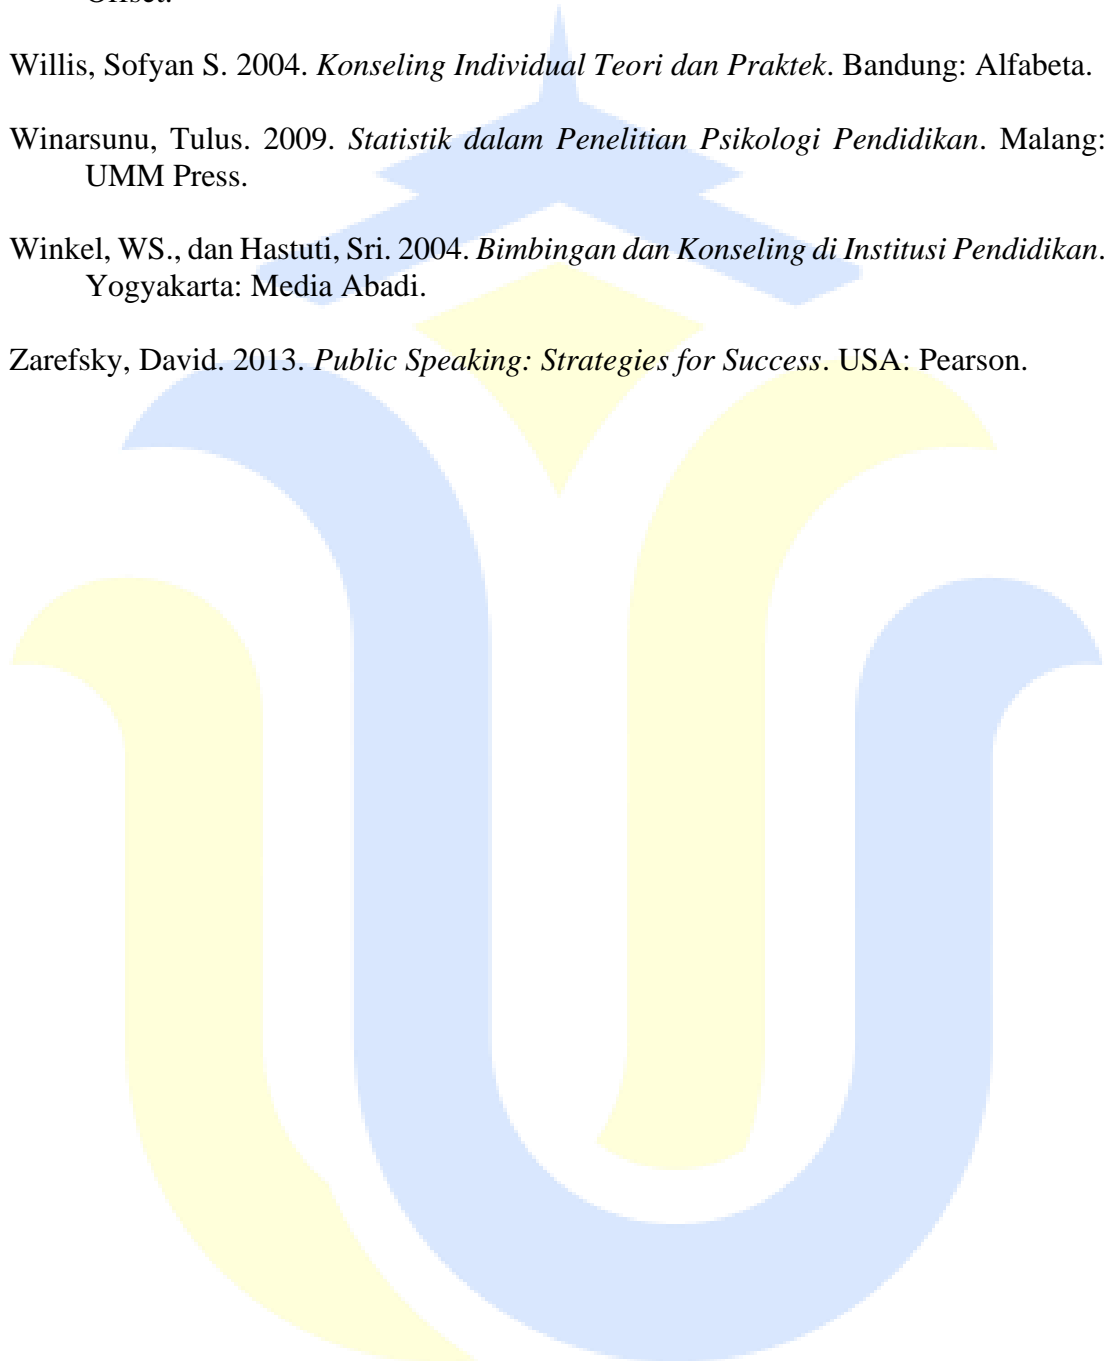 Offset.
Willis, Sofyan S. 2004. Konseling Individual Teori dan Praktek. Bandung: Alfabeta.
Winarsunu, Tulus. 2009. Statistik dalam Penelitian Psikologi Pendidikan. Malang:
UMM Press.
Winkel, WS., dan Hastuti, Sri. 2004. Bimbingan dan Konseling di Institusi Pendidikan.
Yogyakarta: Media Abadi.
Zarefsky, David. 2013. Public Speaking: Strategies for Success. USA: Pearson.